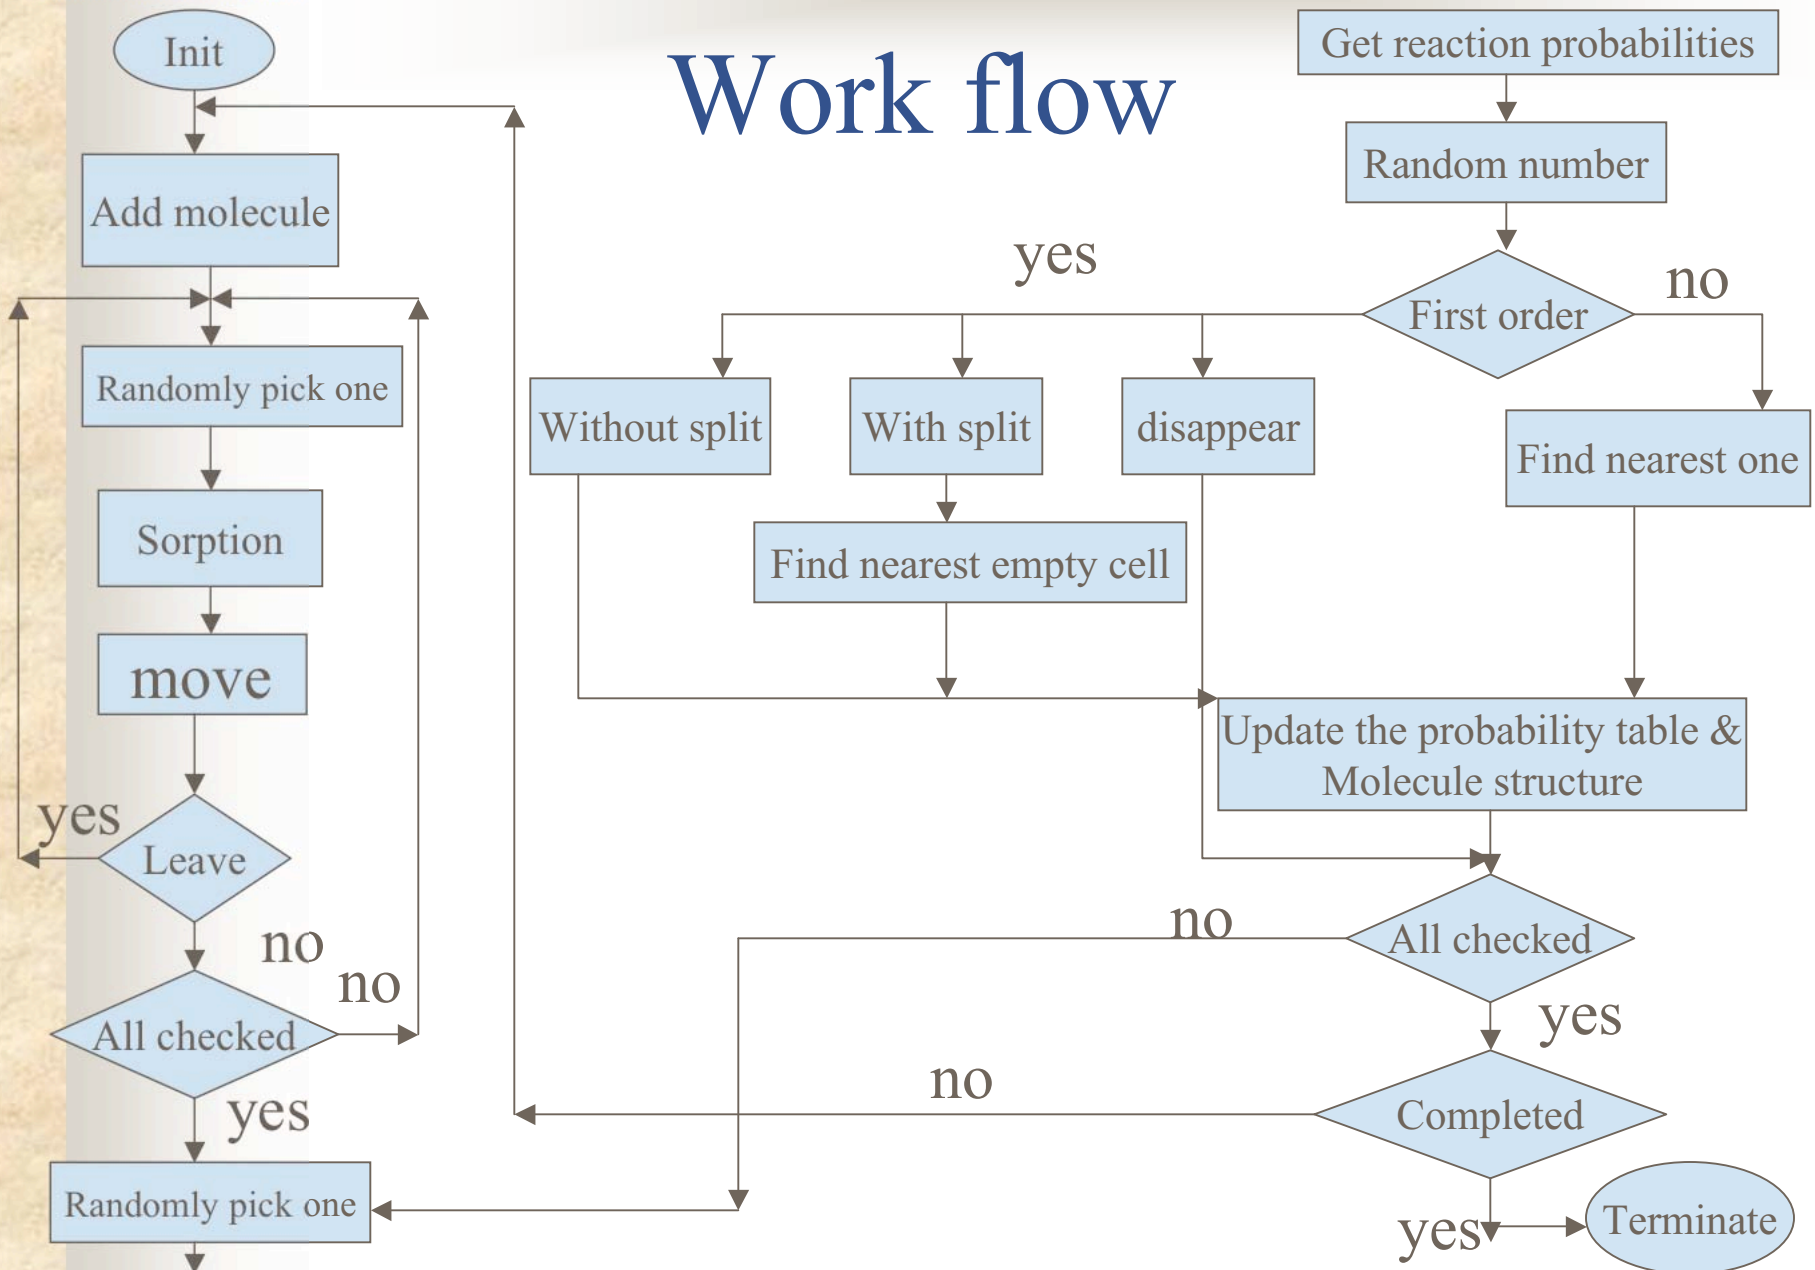 Work flow
Init
Add molecule
Randomly pick one
Sorption
move
yes
Leave
no
no
All checked
yes
Randomly pick one
Get reaction probabilities
Random number
yes
First order
no
Without split
With split
disappear
Find nearest one
Find nearest empty cell
Update the probability table &
Molecule structure
no
All checked
yes
no
Completed
yes
Terminate